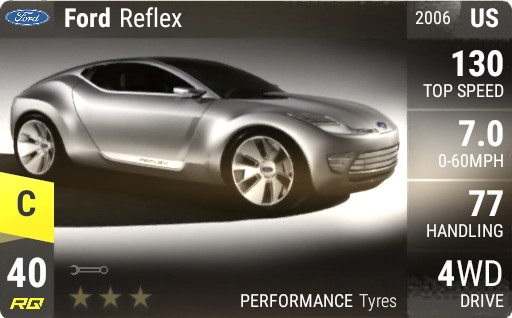 Ford
Ford Reflex
2006 US
130
TOP SPEED
7.0
0-60MPH
77
HANDLING
C
40
RQ
4WD
DRIVE
PERFORMANCE Tyres